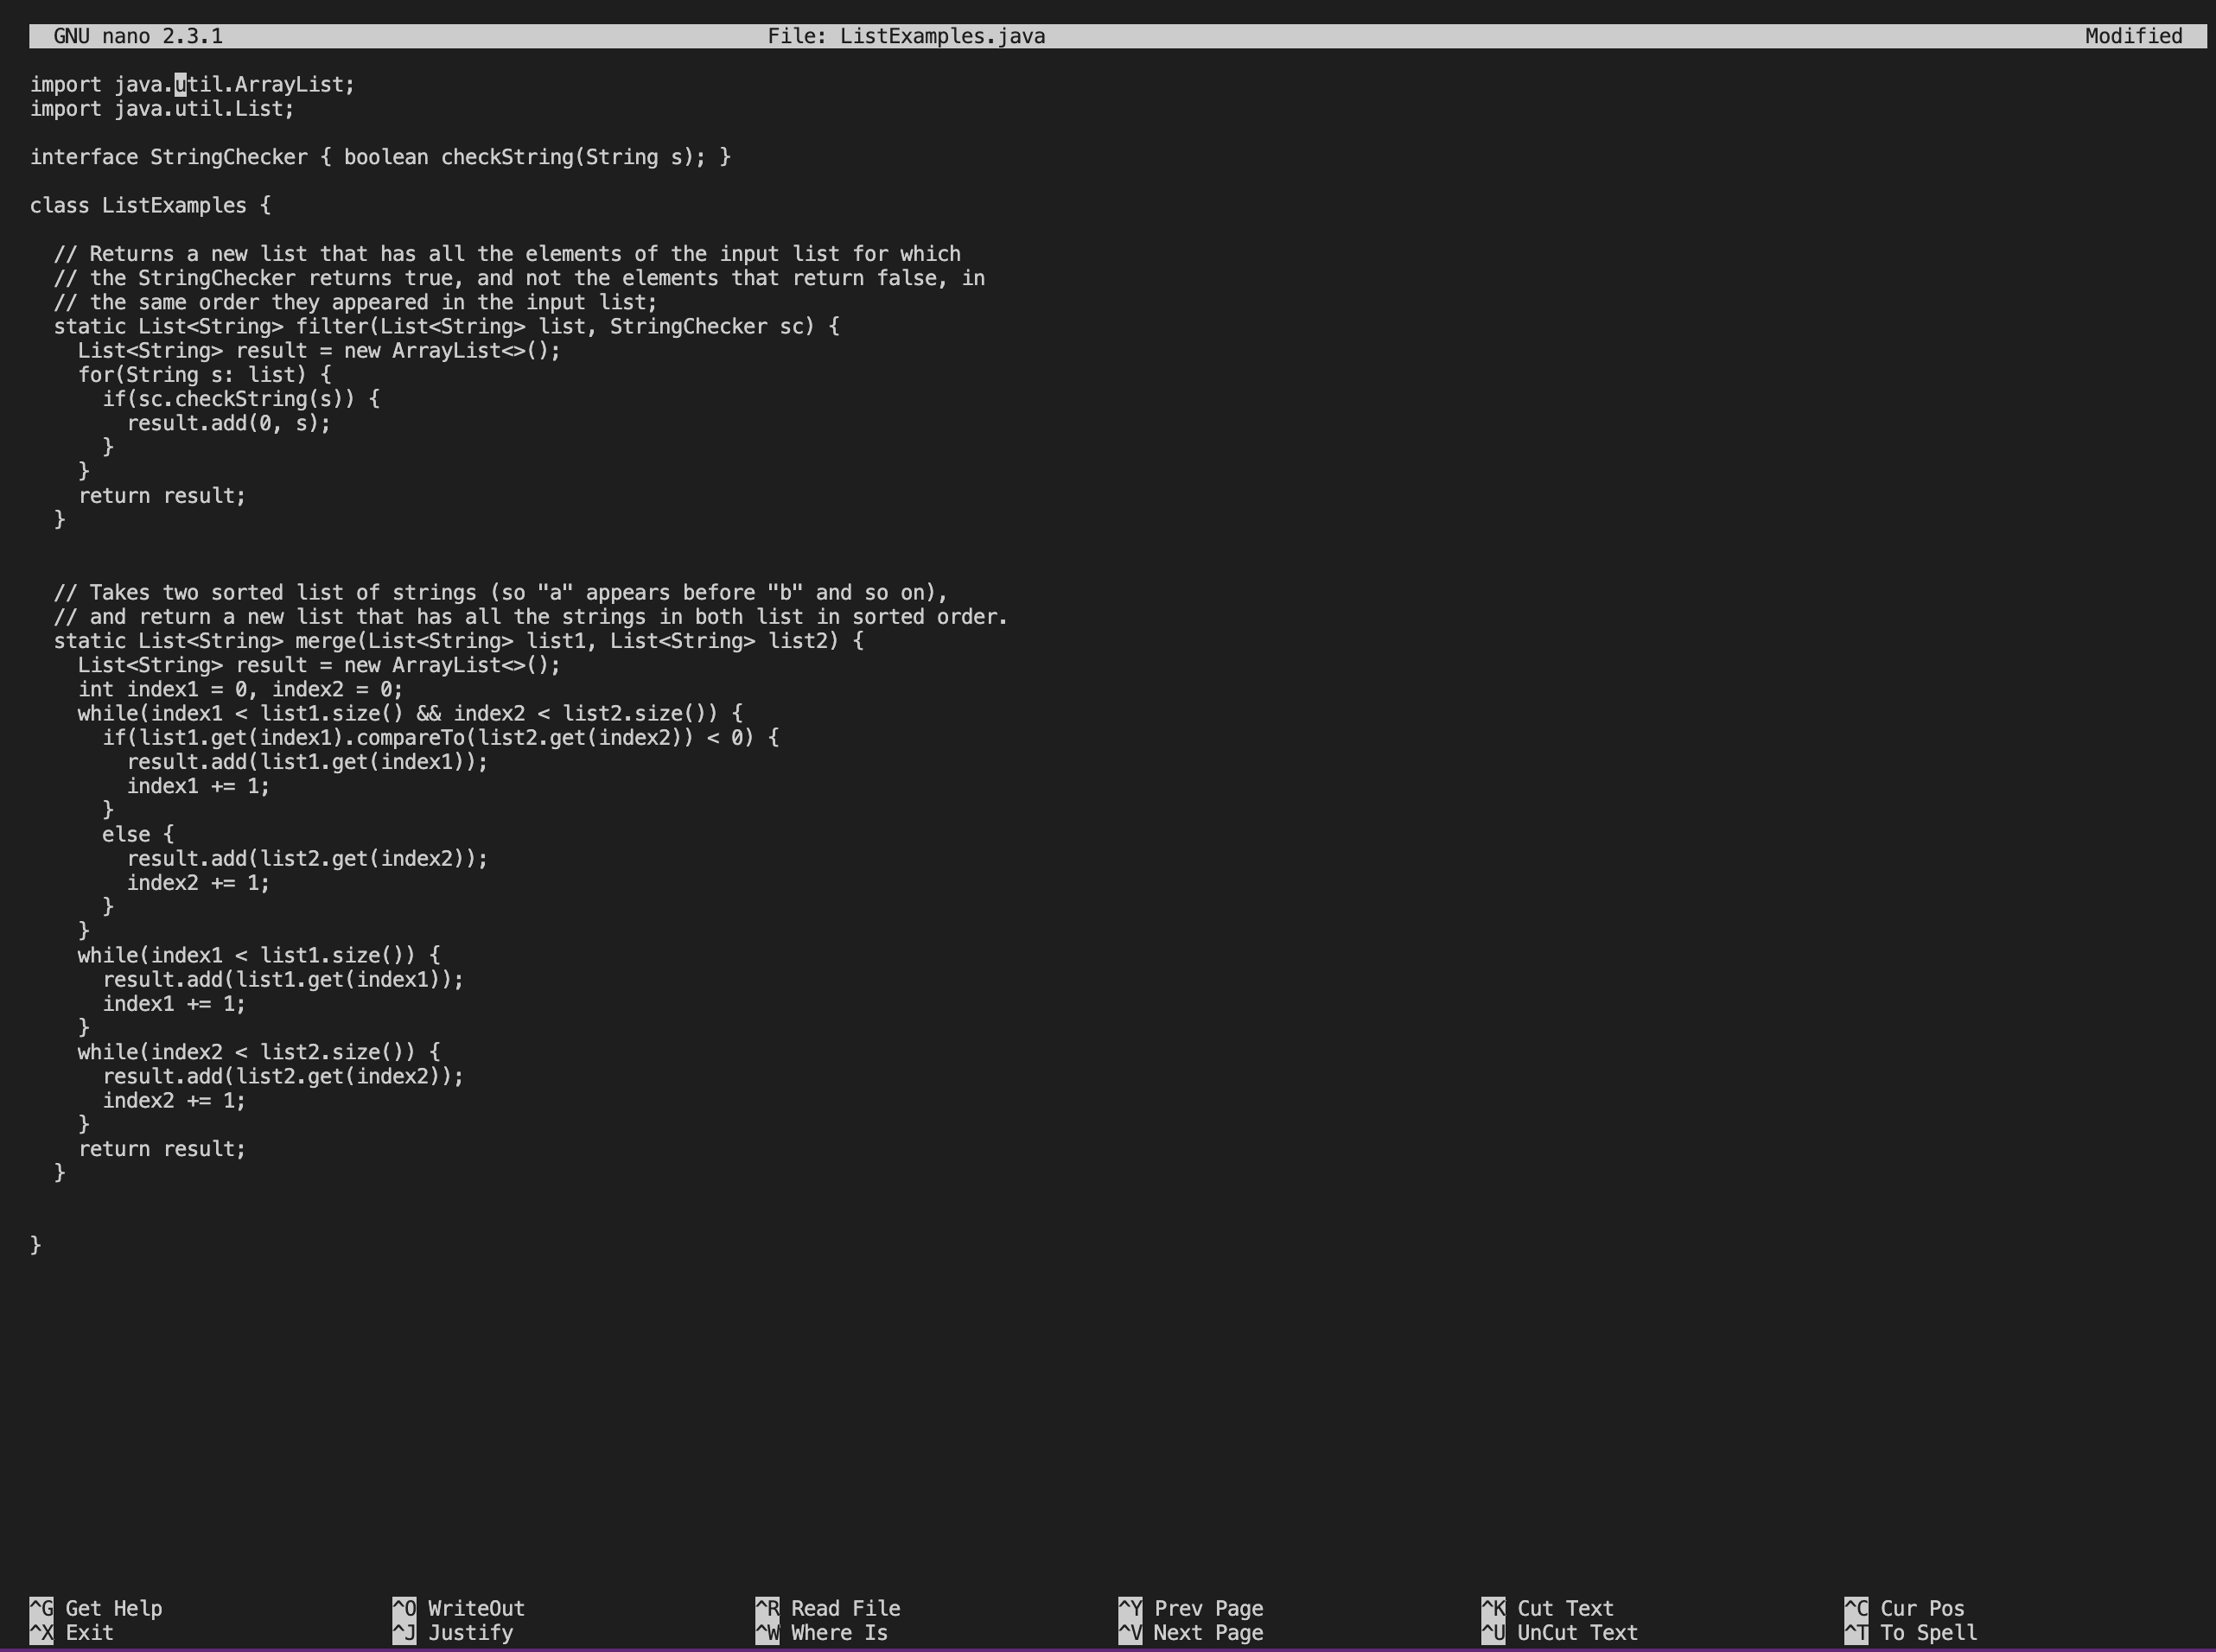 GNU nano 2.3.1 File: ListExamples.java Modified
import java.util.ArrayList;
import java.util.List;
interface StringChecker { boolean checkString(String s); }
class ListExamples {
// Returns a new list that has all the elements of the input list for which
// the StringChecker returns true, and not the elements that return false, in
// the same order they appeared in the input list;
static List<String> filter(List<String> list, StringChecker sc) {
List<String> result = new ArrayList<>();
for(String s: list) {
if(sc.checkString(s)) {
result.add(0, s);
}
}
return result;
}
// Takes two sorted list of strings (so "a" appears before "b" and so on),
// and return a new list that has all the strings in both list in sorted order.
static List<String> merge(List<String> list1, List<String> list2) {
List<String> result = new ArrayList<>();
int index1 = 0, index2 = 0;
while(index1 < list1.size() && index2 < list2.size()) {
if(list1.get(index1).compareTo(list2.get(index2)) < 0) {
result.add(list1.get(index1));
index1 += 1;
}
else {
result.add(list2.get(index2));
index2 += 1;
}
}
while(index1 < list1.size()) {
result.add(list1.get(index1));
index1 += 1;
}
while(index2 < list2.size()) {
result.add(list2.get(index2));
index2 += 1;
}
return result;
}
}
^G Get Help ^O WriteOut ^R Read File ^Y Prev Page ^K Cut Text ^C Cur Pos
^X Exit ^J Justify ^W Where Is ^V Next Page ^U UnCut Text ^T To Spell